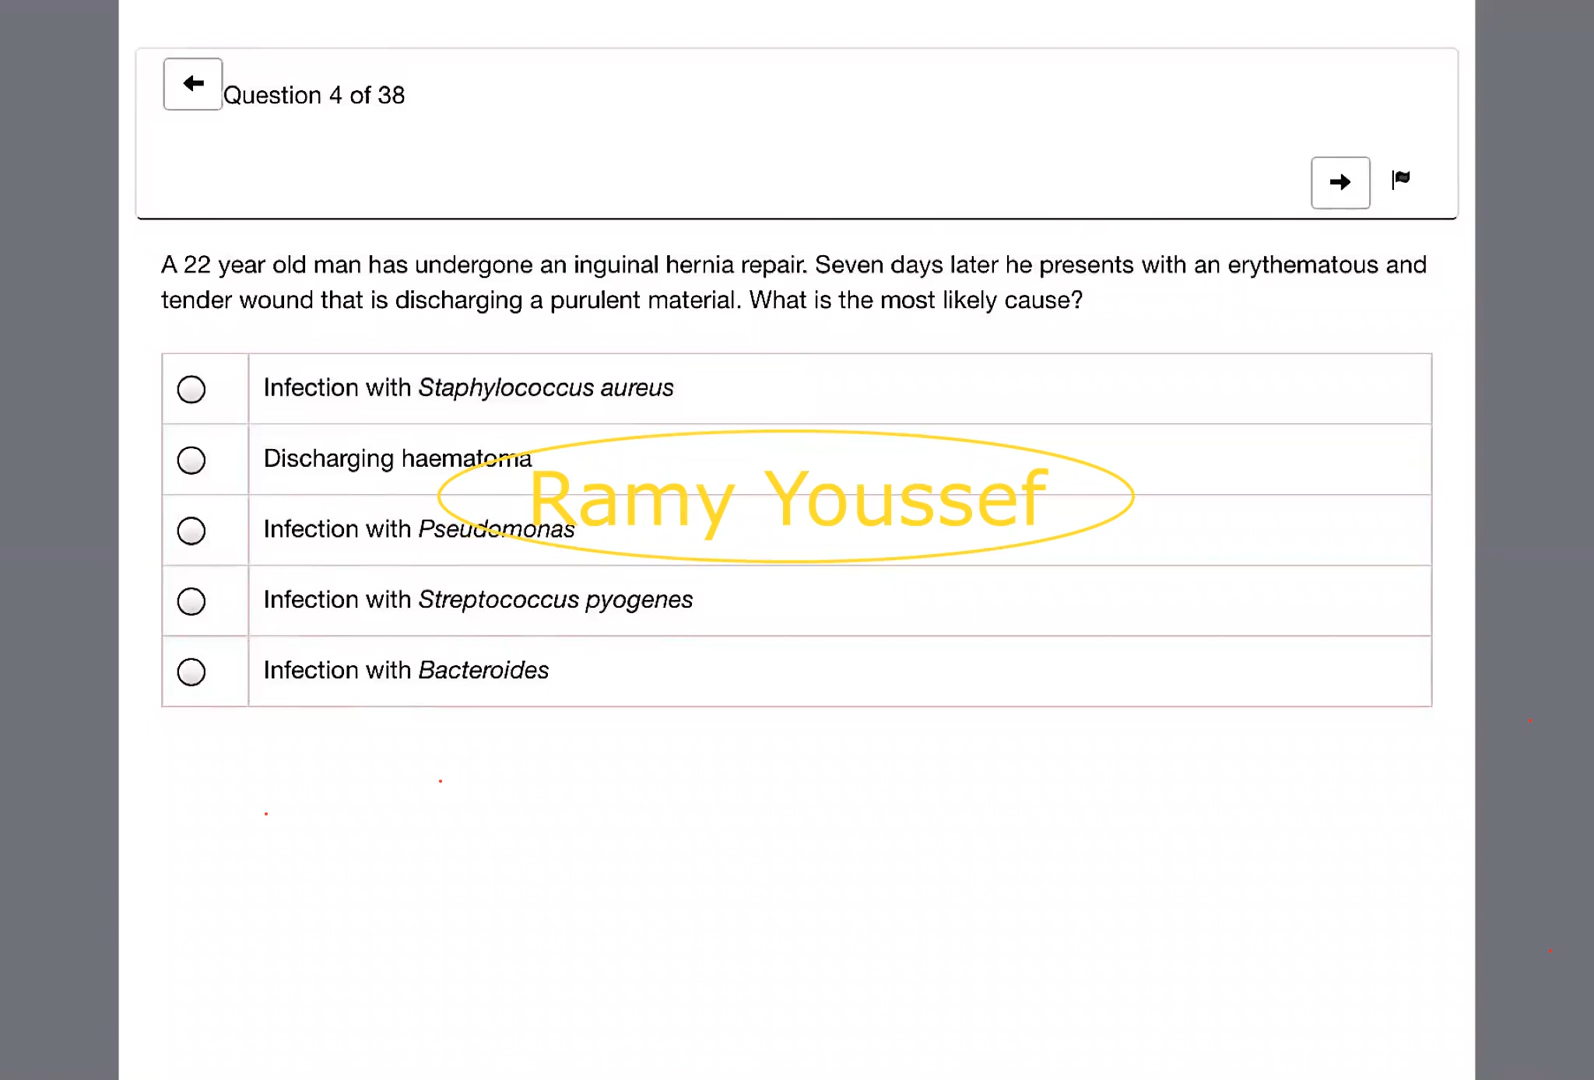 Question 4 of 38
A 22 year old man has undergone an inguinal hernia repair. Seven days later he presents with an erythematous and
tender wound that is discharging a purulent material. What is the most likely cause?
Infection with Staphylococcus aureus
Discharging haematoma
Ramy Youssef
Infection with Pseudomonas
Infection with Streptococcus pyogenes
Infection with Bacteroides